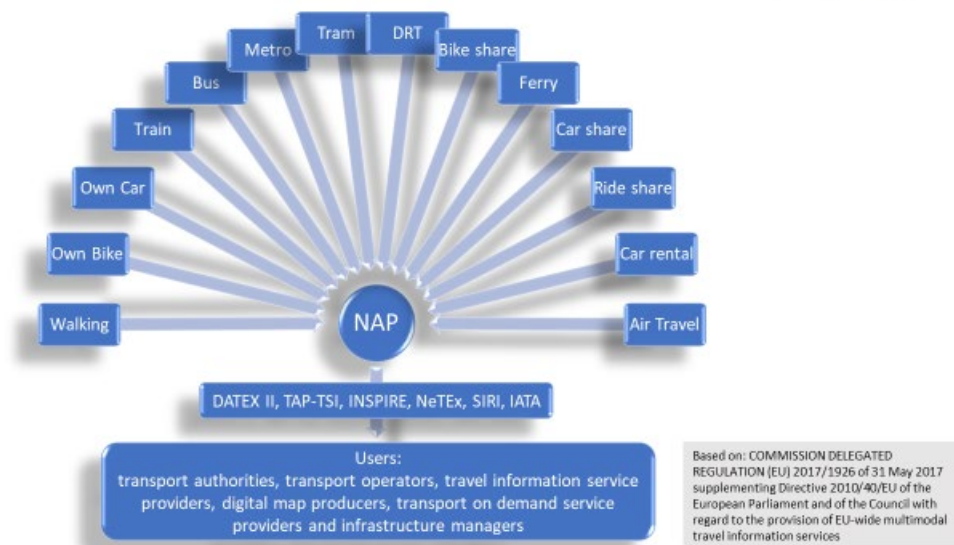 Walking
Own Bike
Own Car
Train
Bus
Metro
Tram
DRT
Bike share
Ferry
Car share
Ride share
Car rental
Air Travel
NAP
DATEX II, TAP-TSI, INSPIRE, NeTEx, SIRI, IATA
Users:
transport authorities, transport operators, travel information service
providers, digital map producers, transport on demand service
providers and infrastructure managers
Based on: COMMISSION DELEGATED
REGULATION (EU) 2017/1926 of 31 May 2017
supplementing Directive 2010/40/EU of the
European Parliament and of the Council with
regard to the provision of EU-wide multimodal
travel information services